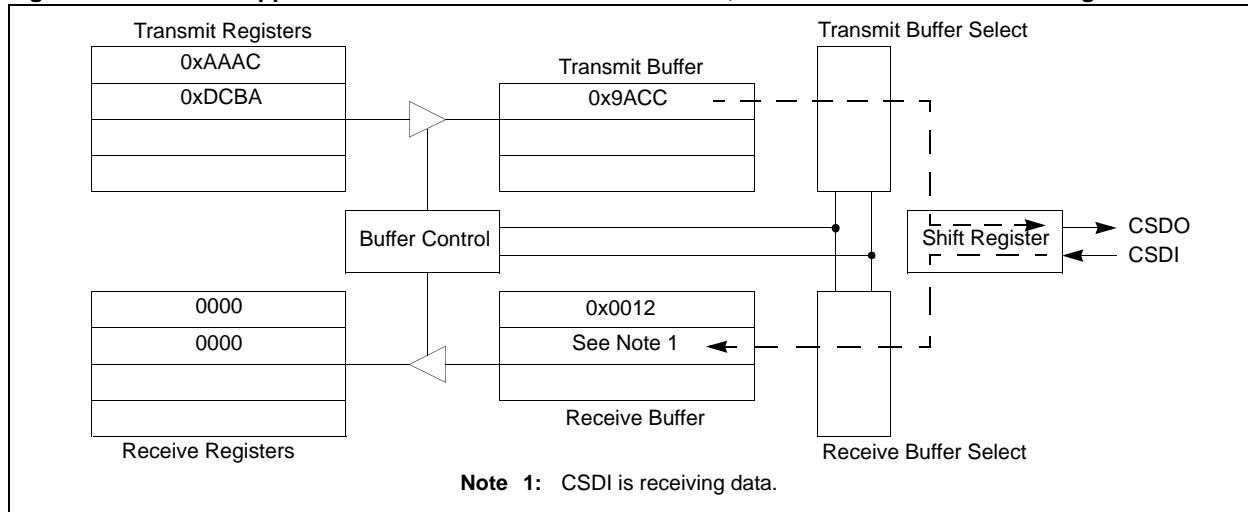 Transmit Registers
Transmit Buffer Select
0xAAAC
0xDCBA
Transmit Buffer
0x9ACC
Buffer Control
Shift Register
CSDO
CSDI
0000
0000
0x0012
See Note 1
Receive Buffer
Receive Registers
Receive Buffer Select
Note 1: CSDI is receiving data.